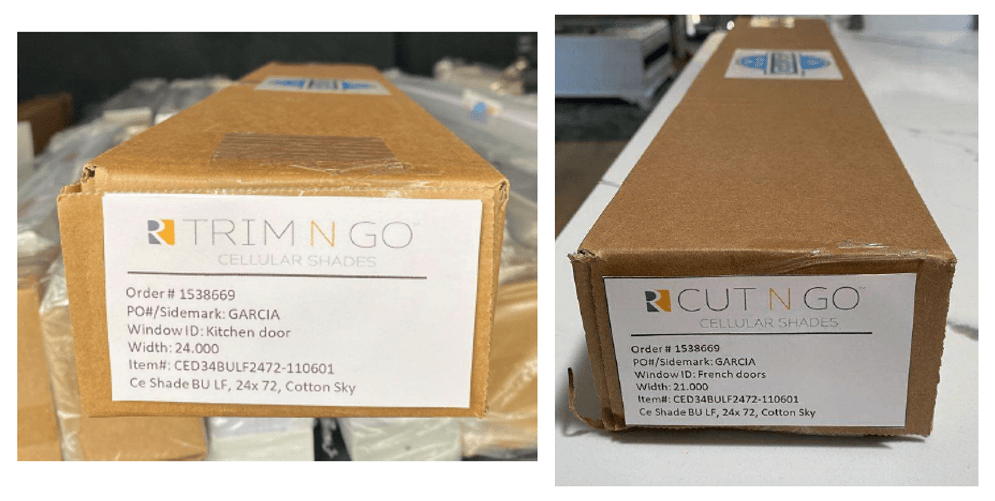 R TRIM N GO™
CELLULAR SHADES
Order # 1538669
PO#/Sidemark: GARCIA
Window ID: Kitchen door
Width: 24.000
Item#: CED34BULF2472-110601
Ce Shade BU LF, 24x 72, Cotton Sky
R CUT N GO™
CELLULAR SHADES
Order # 1538669
PO#/Sidemark: GARCIA
Window ID: French doors
Width: 21.000
Item#: CED34BULF2472-110601
Ce Shade BU LF, 24x 72, Cotton Sky